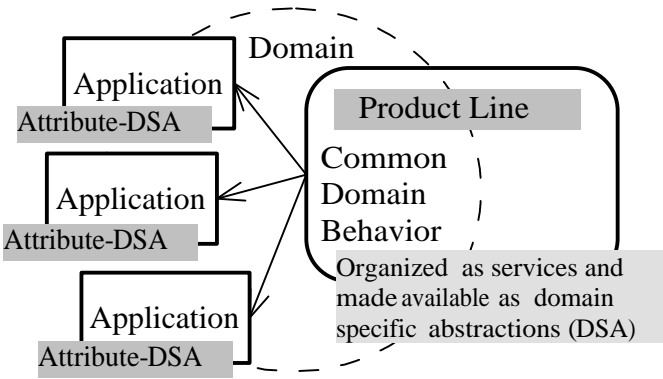 Domain
Application
Attribute-DSA
Application
Attribute-DSA
Application
Attribute-DSA
Product Line
Common
Domain
Behavior
Organized as services and
made available as domain
specific abstractions (DSA)